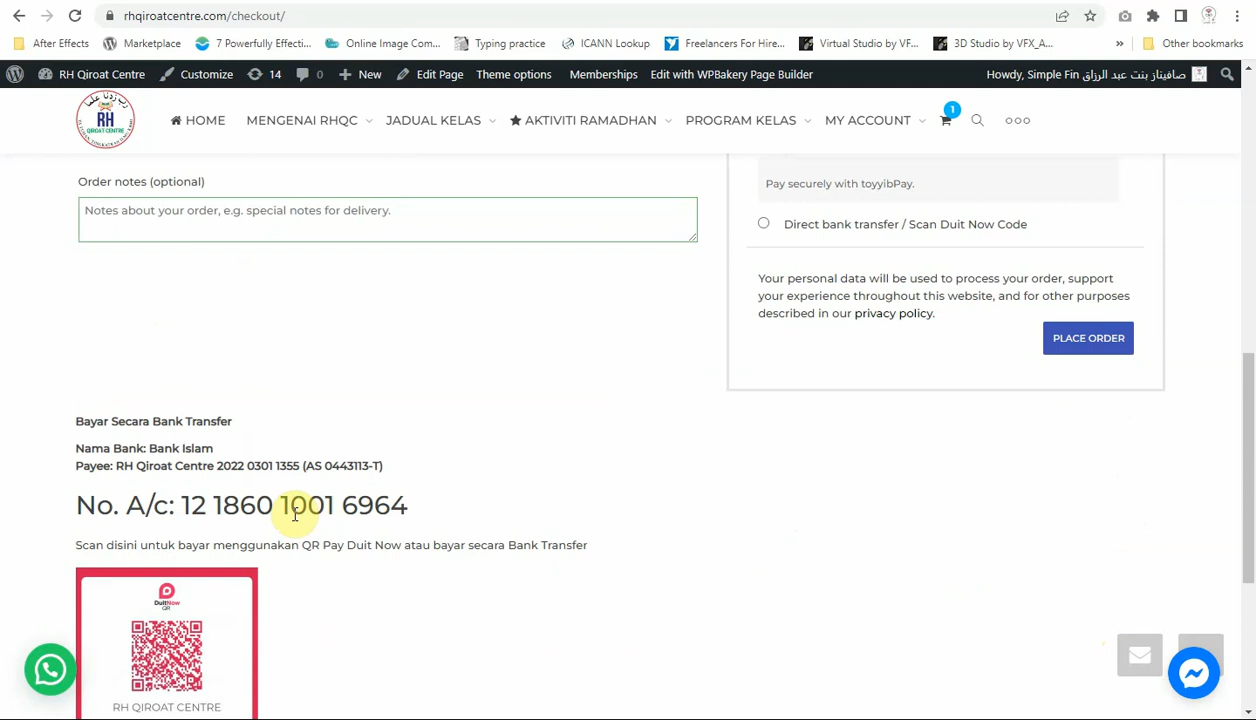 rhqiroatcentre.com/checkout/
After Effects
Marketplace
7 Powerfully Effecti...
Online Image Com...
Typing practice
ICANN Lookup
Freelancers For Hire...
Virtual Studio by VF...
3D Studio by VFX_A...
»
Other bookmarks
RH Qiroat Centre
Customize
14
0
New
Edit Page
Theme options
Memberships
Edit with WPBakery Page Builder
Howdy, Simple Fin صافيناز بنت عبد الرزاق
رب زدني علما
RH
QIROAT CENTRE
HOME
MENGENAI RHQC
JADUAL KELAS
AKTIVITI RAMADHAN
PROGRAM KELAS
MY ACCOUNT
1
Order notes (optional)
Notes about your order, e.g. special notes for delivery.
Pay securely with toyyibPay.
Direct bank transfer / Scan Duit Now Code
Your personal data will be used to process your order, support
your experience throughout this website, and for other purposes
described in our privacy policy.
PLACE ORDER
Bayar Secara Bank Transfer
Nama Bank: Bank Islam
Payee: RH Qiroat Centre 2022 0301 1355 (AS 0443113-T)
No. A/c: 12 1860 1001 6964
Scan disini untuk bayar menggunakan QR Pay Duit Now atau bayar secara Bank Transfer
DuitNow
QR
RH QIROAT CENTRE